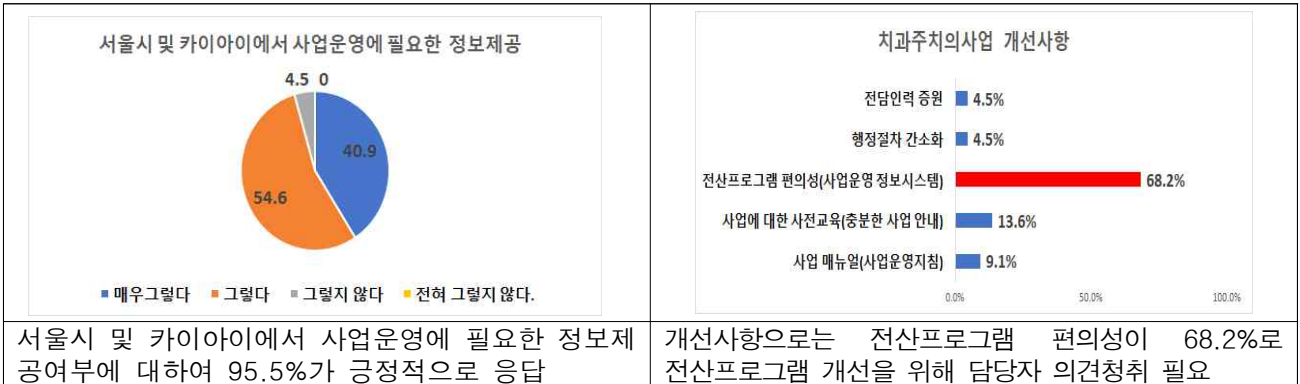 서울시 및 카이아이에서 사업운영에 필요한 정보제공
4.5 0
40.9
54.6
매우그렇다 그렇다 그렇지 않다 전혀 그렇지 않다.
서울시 및 카이아이에서 사업운영에 필요한 정보제
공여부에 대하여 95.5%가 긍정적으로 응답
치과주치의사업 개선사항
전담인력 증원 4.5%
행정절차 간소화 4.5%
전산프로그램 편의성(사업운영 정보시스템) 68.2%
사업에 대한 사전교육(충분한 사업 안내) 13.6%
사업 매뉴얼(사업운영지침) 9.1%
0.0% 50.0% 100.0%
개선사항으로는 전산프로그램 편의성이 68.2%로
전산프로그램 개선을 위해 담당자 의견청취 필요